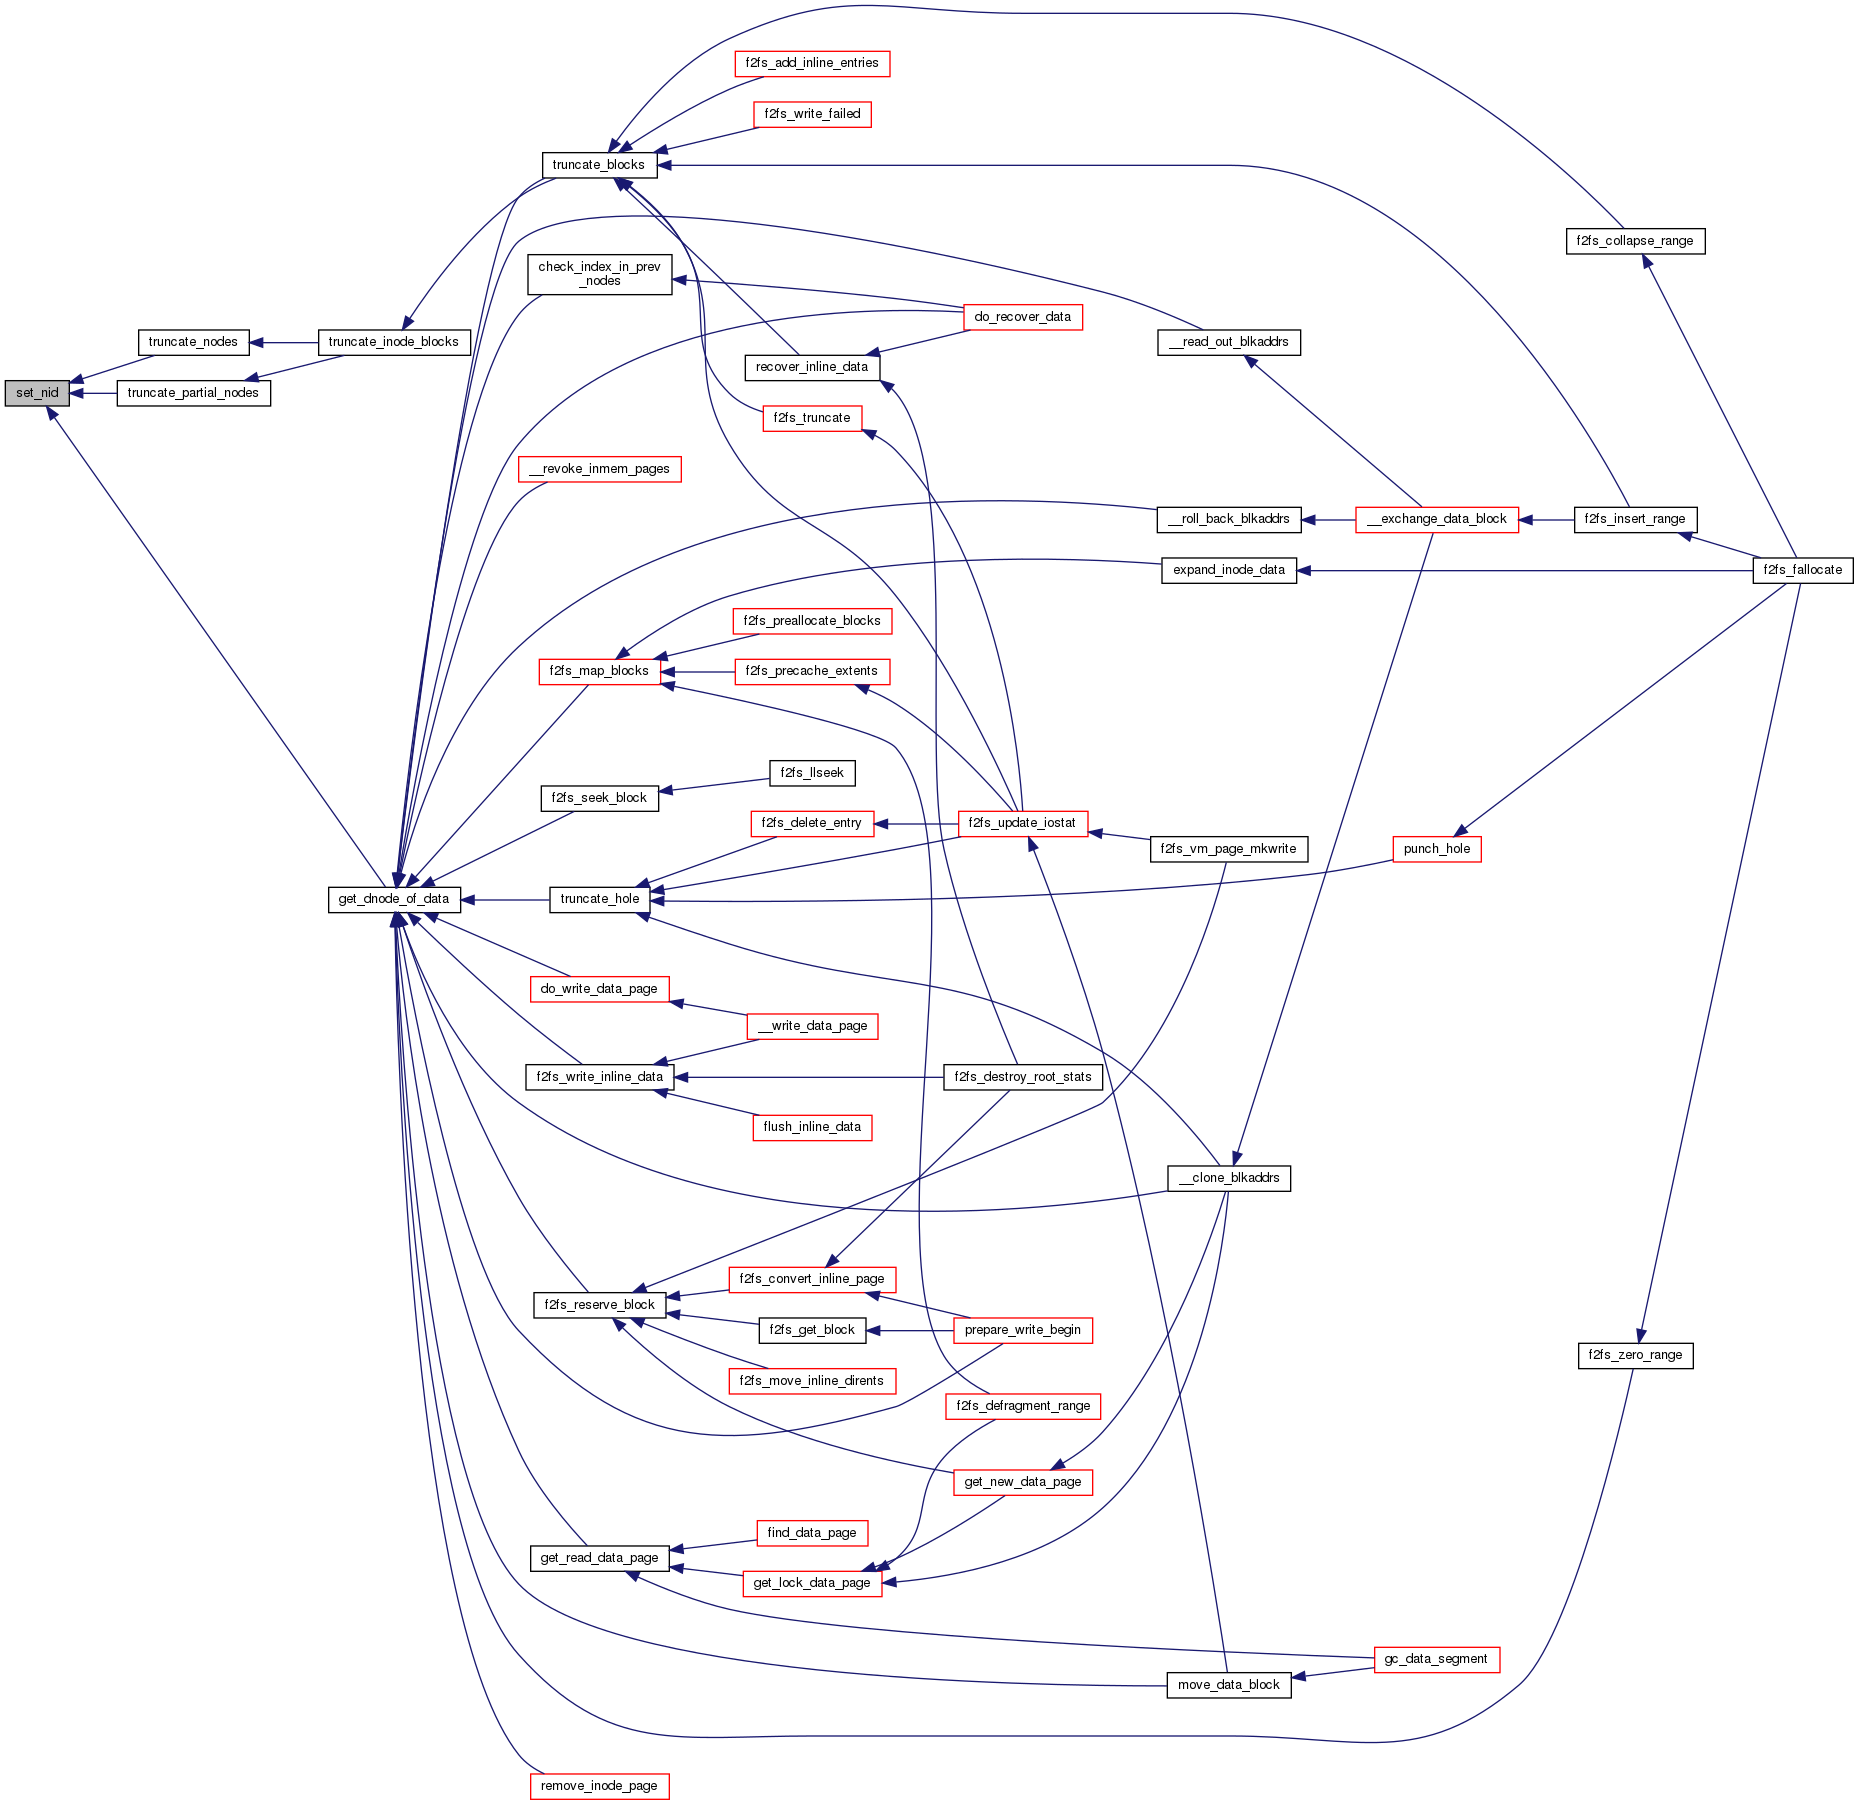 f2fs_add_inline_entries
f2fs_write_failed
truncate_blocks
f2fs_collapse_range
check_index_in_prev
_nodes
do_recover_data
truncate_nodes
truncate_inode_blocks
__read_out_blkaddrs
recover_inline_data
set_nid
truncate_partial_nodes
f2fs_truncate
__revoke_inmem_pages
__roll_back_blkaddrs
__exchange_data_block
f2fs_insert_range
expand_inode_data
f2fs_fallocate
f2fs_preallocate_blocks
f2fs_map_blocks
f2fs_precache_extents
f2fs_llseek
f2fs_seek_block
f2fs_delete_entry
f2fs_update_iostat
f2fs_vm_page_mkwrite
punch_hole
get_dnode_of_data
truncate_hole
do_write_data_page
__write_data_page
f2fs_write_inline_data
f2fs_destroy_root_stats
flush_inline_data
__clone_blkaddrs
f2fs_convert_inline_page
f2fs_reserve_block
f2fs_get_block
prepare_write_begin
f2fs_zero_range
f2fs_move_inline_dirents
f2fs_defragment_range
get_new_data_page
find_data_page
get_read_data_page
get_lock_data_page
gc_data_segment
move_data_block
remove_inode_page